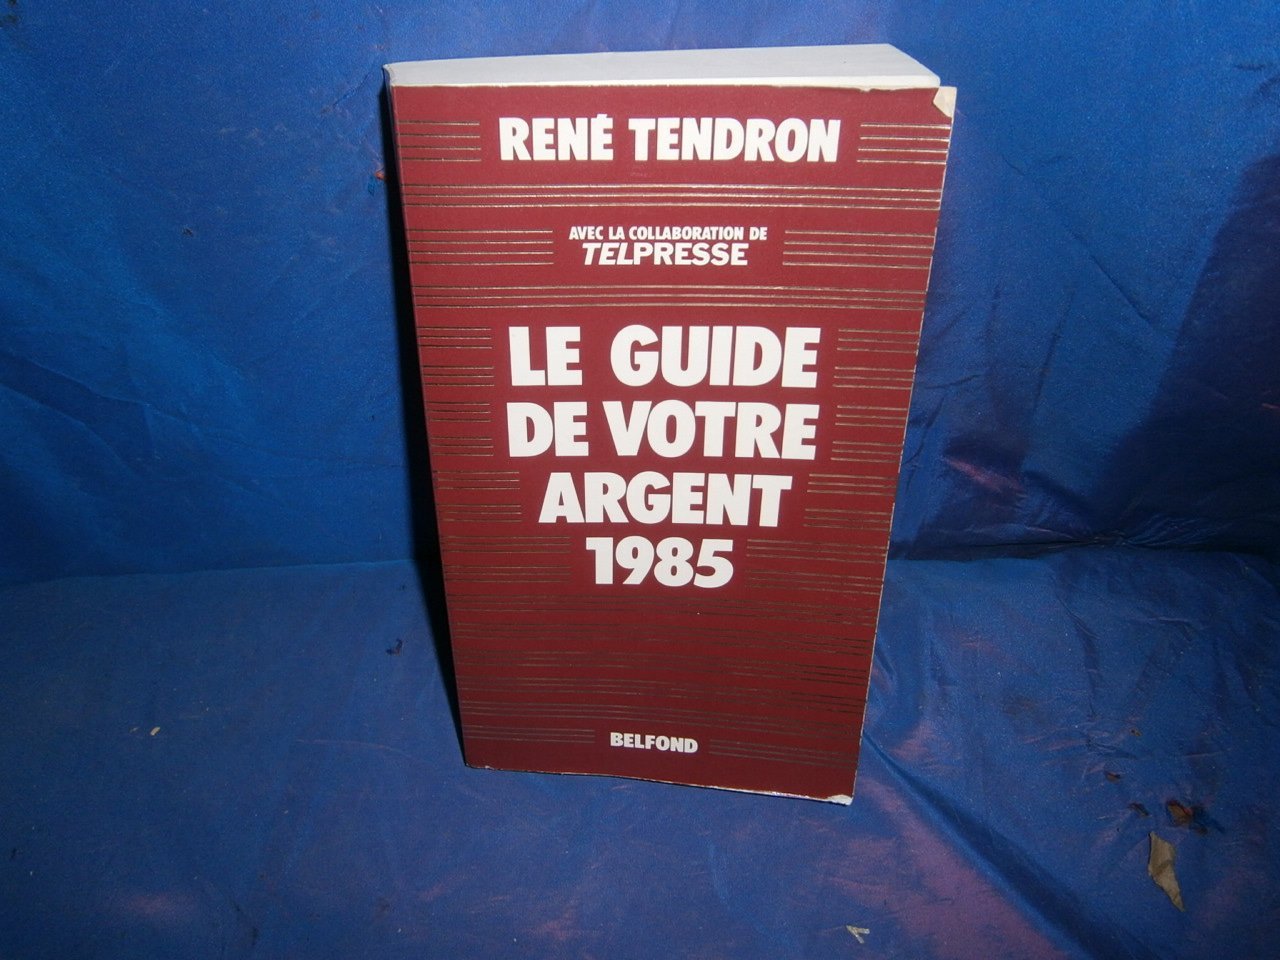 RENÉ TENDRON
AVEC LA COLLABORATION DE
TELPRESSE
LE GUIDE
DE VOTRE
ARGENT
1985
BELFOND